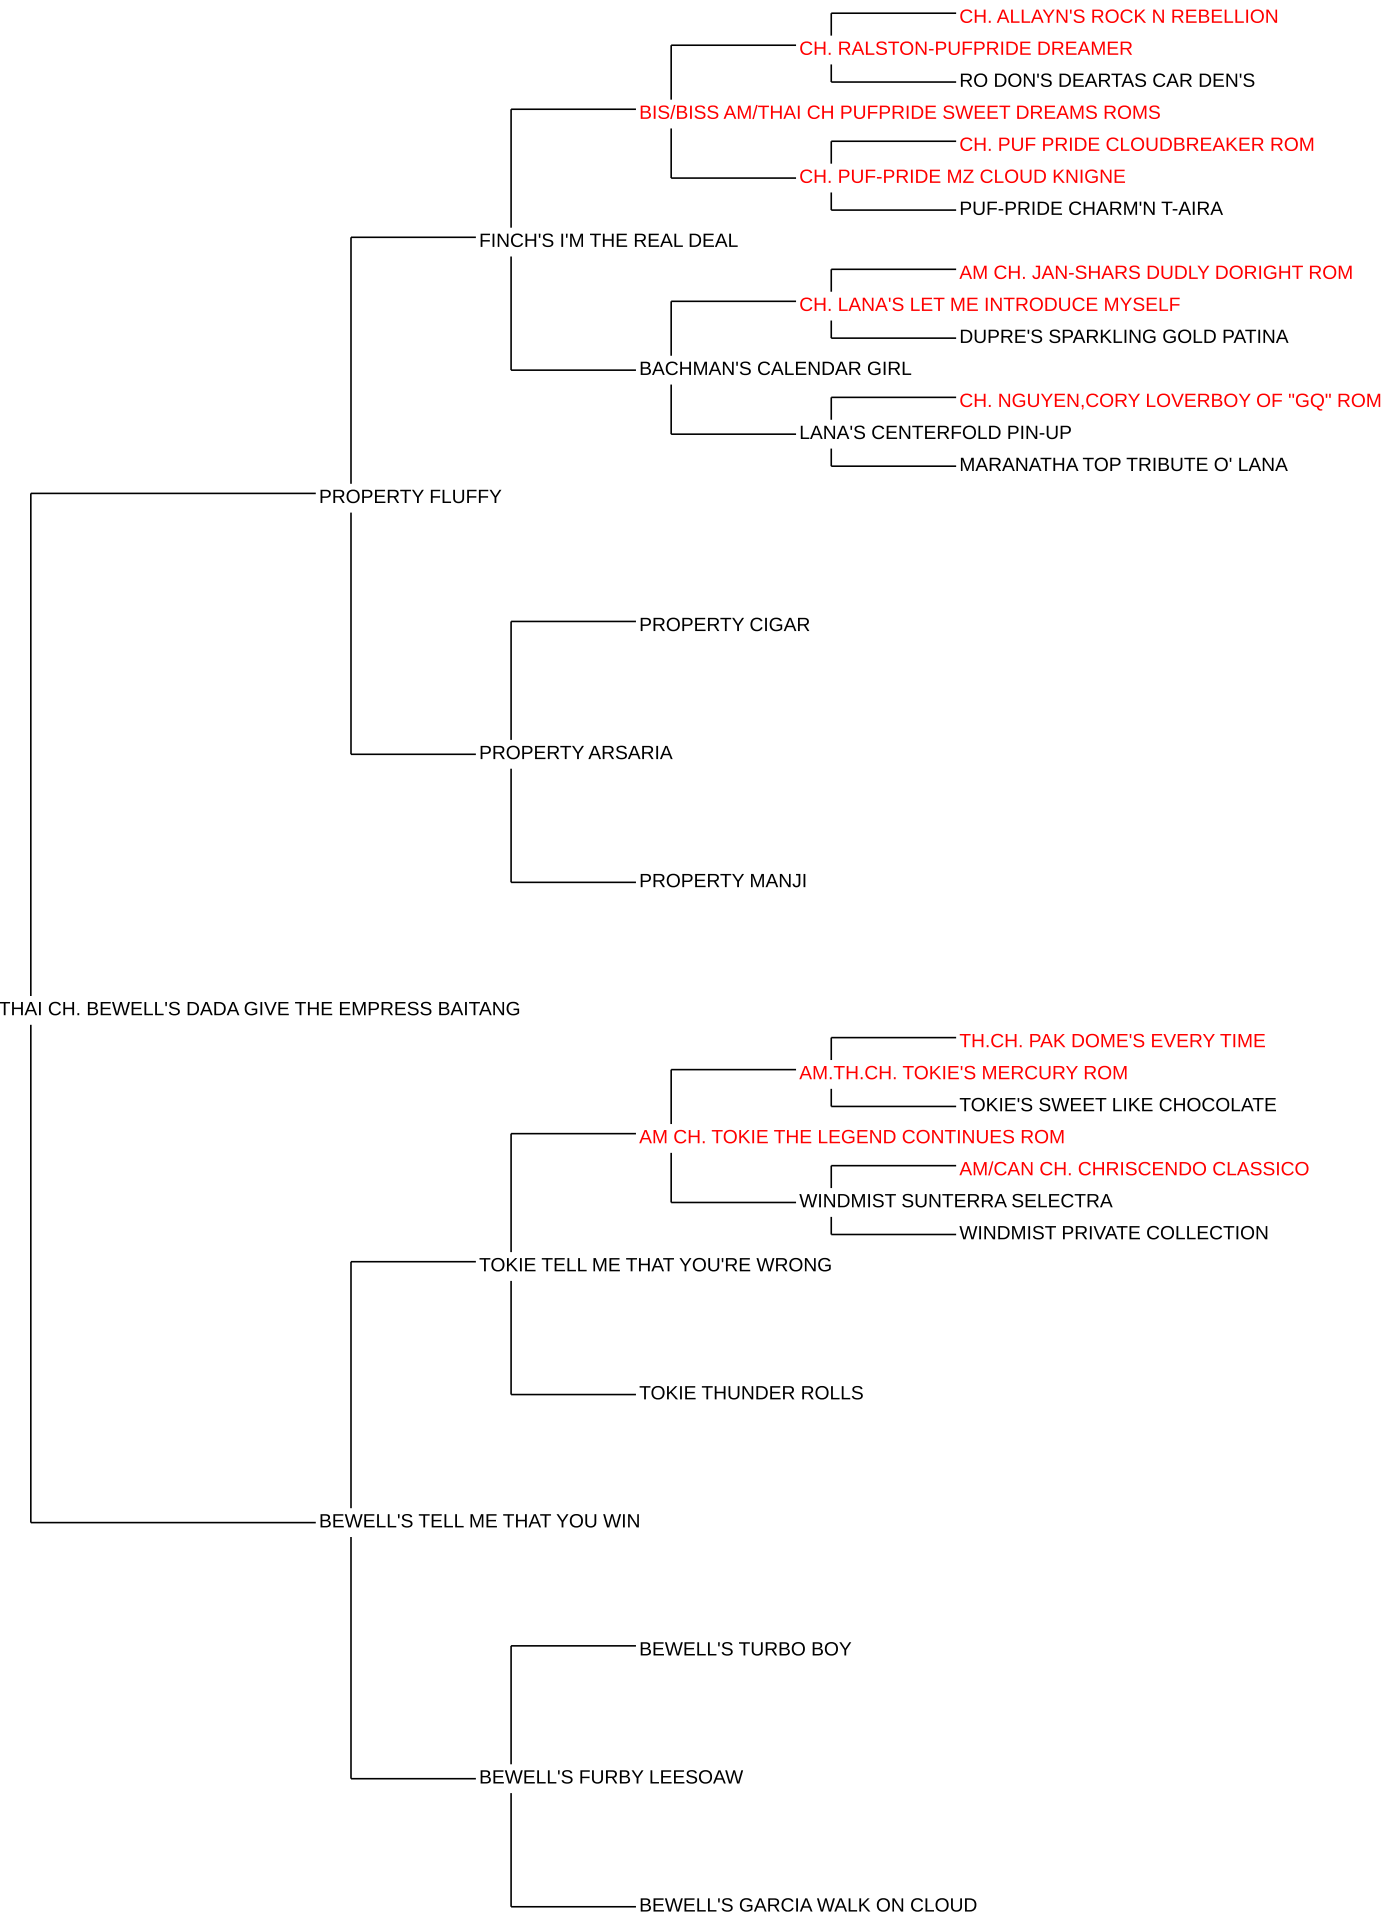 CH. ALLAYN'S ROCK N REBELLION
CH. RALSTON-PUFPRIDE DREAMER
RO DON'S DEARTAS CAR DEN'S
BIS/BISS AM/THAI CH PUFPRIDE SWEET DREAMS ROMS
CH. PUF PRIDE CLOUDBREAKER ROM
CH. PUF-PRIDE MZ CLOUD KNIGNE
PUF-PRIDE CHARM'N T-AIRA
FINCH'S I'M THE REAL DEAL
AM CH. JAN-SHARS DUDLY DORIGHT ROM
CH. LANA'S LET ME INTRODUCE MYSELF
DUPRE'S SPARKLING GOLD PATINA
BACHMAN'S CALENDAR GIRL
CH. NGUYEN,CORY LOVERBOY OF "GQ" ROM
LANA'S CENTERFOLD PIN-UP
MARANATHA TOP TRIBUTE O' LANA
PROPERTY FLUFFY
PROPERTY CIGAR
PROPERTY ARSARIA
PROPERTY MANJI
THAI CH. BEWELL'S DADA GIVE THE EMPRESS BAITANG
TH.CH. PAK DOME'S EVERY TIME
AM.TH.CH. TOKIE'S MERCURY ROM
TOKIE'S SWEET LIKE CHOCOLATE
AM CH. TOKIE THE LEGEND CONTINUES ROM
AM/CAN CH. CHRISCENDO CLASSICO
WINDMIST SUNTERRA SELECTRA
WINDMIST PRIVATE COLLECTION
TOKIE TELL ME THAT YOU'RE WRONG
TOKIE THUNDER ROLLS
BEWELL'S TELL ME THAT YOU WIN
BEWELL'S TURBO BOY
BEWELL'S FURBY LEESOAW
BEWELL'S GARCIA WALK ON CLOUD